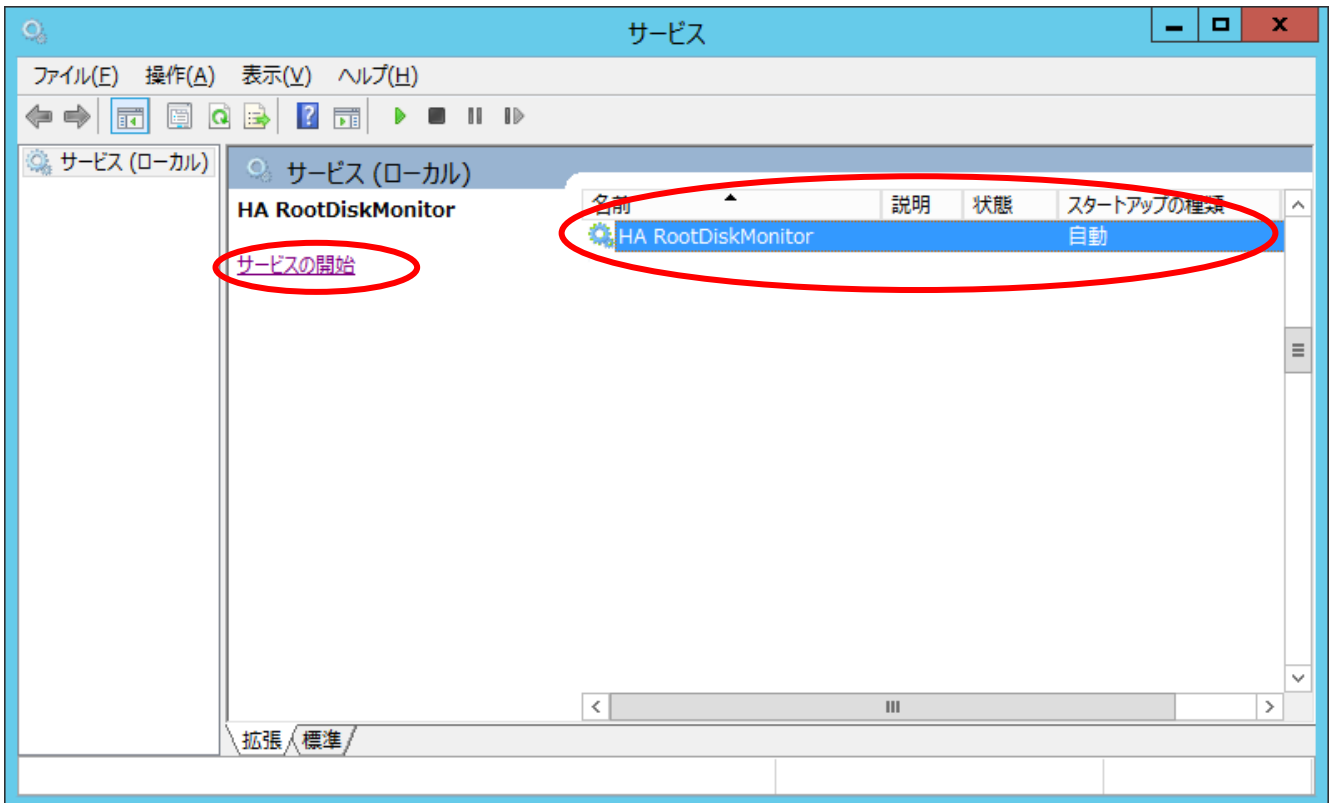 サービス
ファイル(F) 操作(A) 表示(V) ヘルプ(H)
サービス (ローカル)
サービス (ローカル)
HA RootDiskMonitor
サービスの開始
名前 説明 状態 スタートアップの種類
HA RootDiskMonitor 自動
拡張 標準